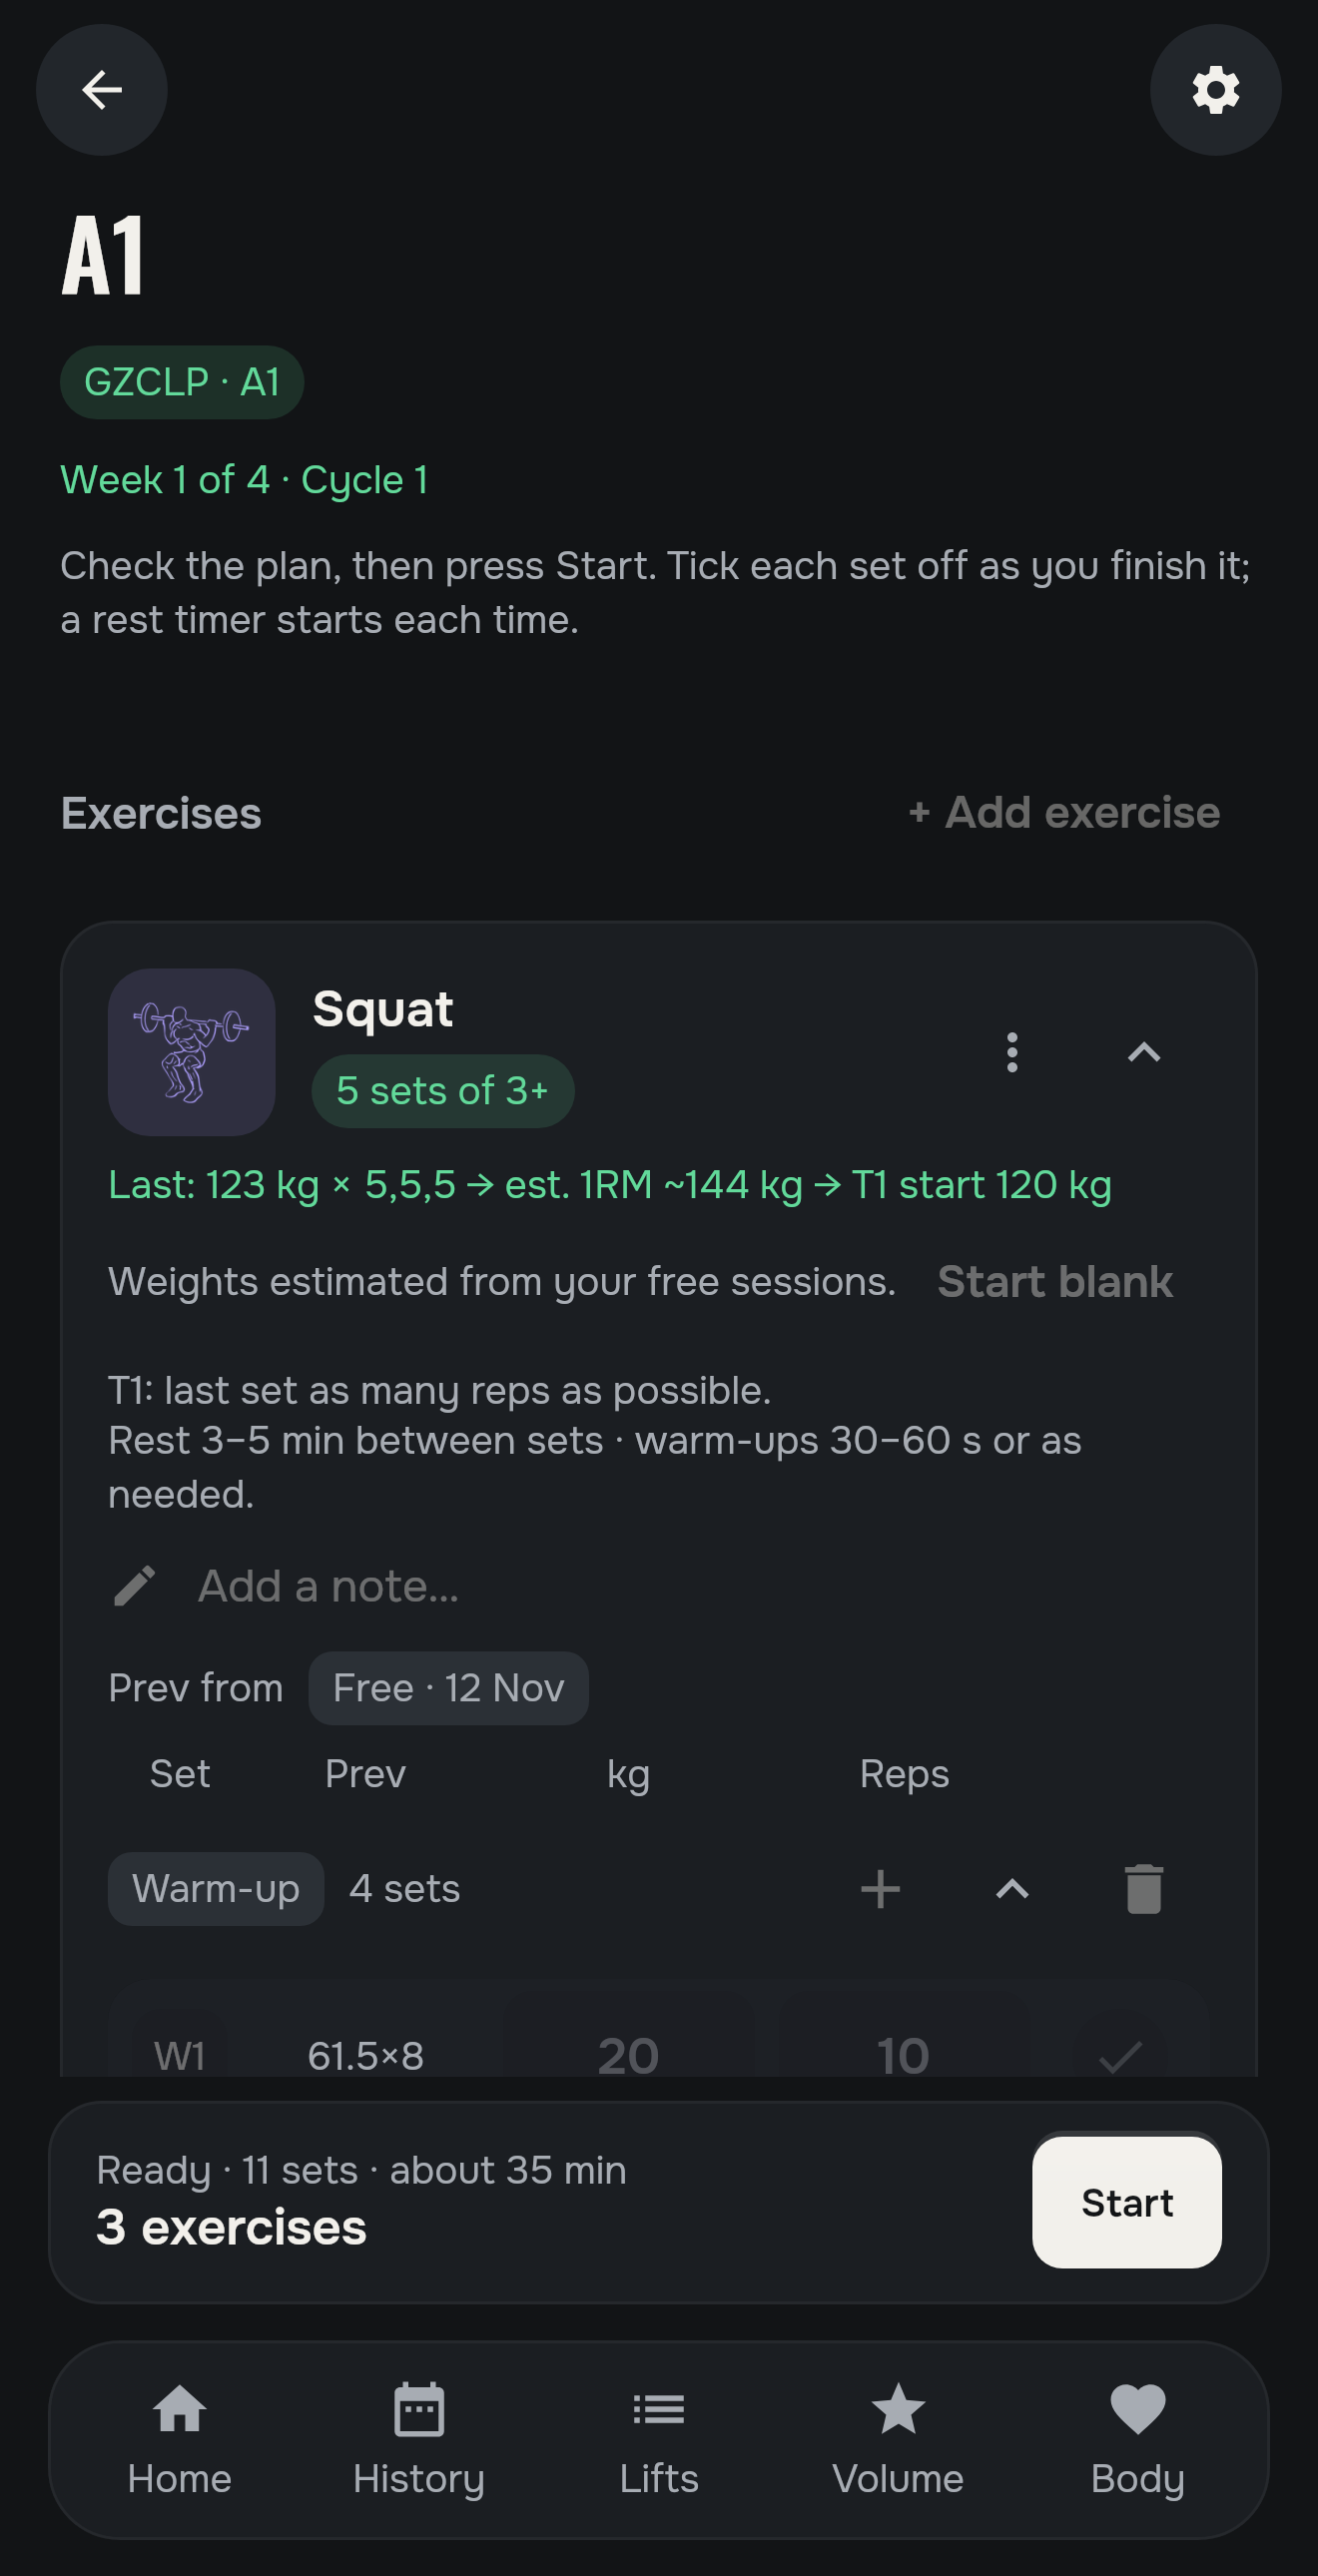 A1
GZCLP · A1
Week 1 of 4 · Cycle 1
Check the plan, then press Start. Tick each set off as you finish it;
a rest timer starts each time.
Exercises
+ Add exercise
Squat
5 sets of 3+
Last: 123 kg × 5,5,5 → est. 1RM ~144 kg → T1 start 120 kg
Weights estimated from your free sessions.
Start blank
T1: last set as many reps as possible.
Rest 3–5 min between sets · warm-ups 30–60 s or as
needed.
Add a note...
Prev from Free · 12 Nov
Set Prev kg Reps
Warm-up 4 sets
W1 61.5×8 20 10
Ready · 11 sets · about 35 min
3 exercises
Start
Home History Lifts Volume Body